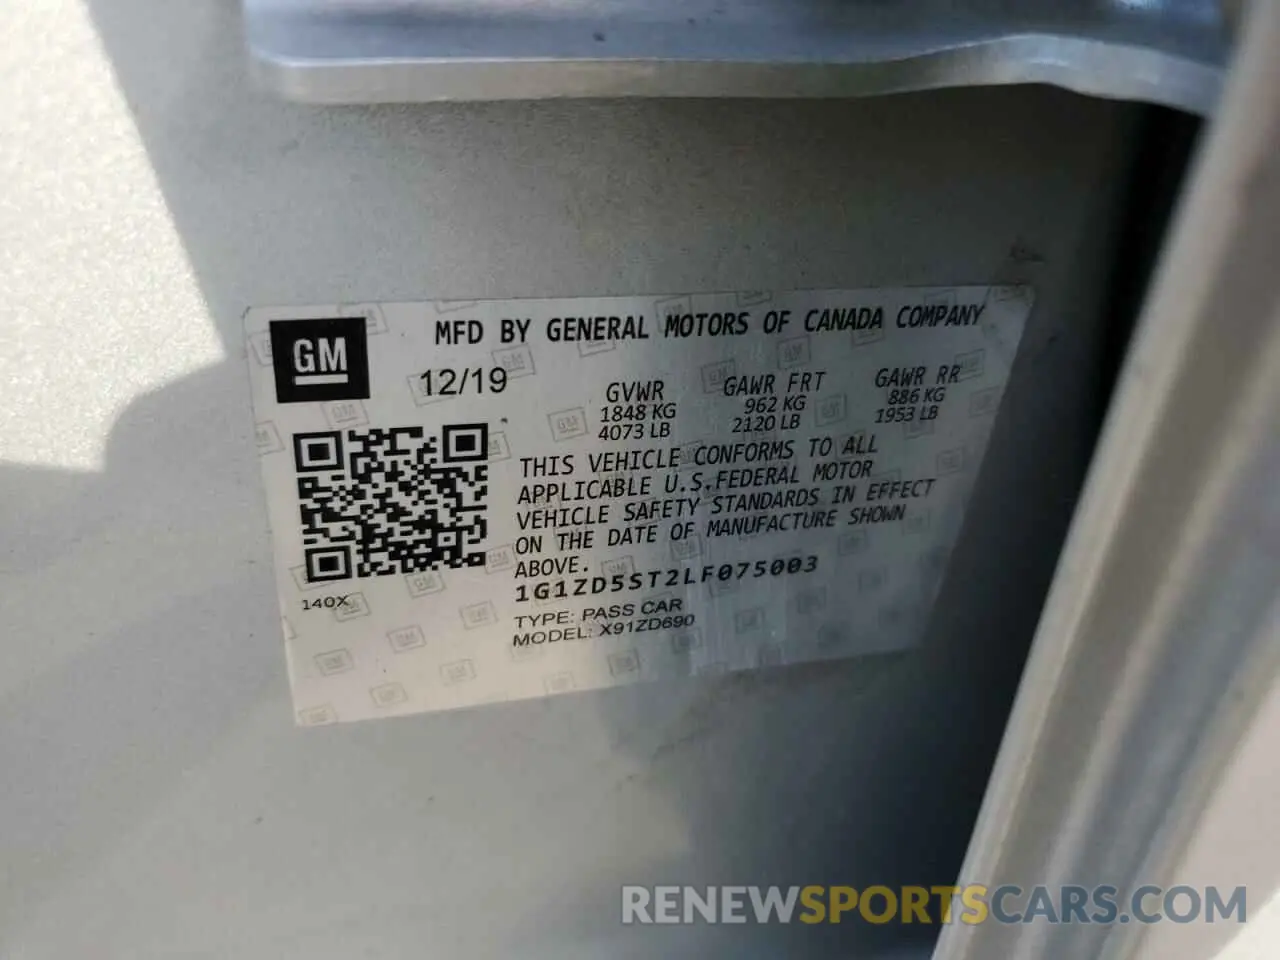 GM
MFD BY GENERAL MOTORS OF CANADA COMPANY
12/19
GVWR GAWR FRT GAWR RR
1848 KG 962 KG 886 KG
4073 LB 2120 LB 1953 LB
THIS VEHICLE CONFORMS TO ALL
APPLICABLE U.S.FEDERAL MOTOR
VEHICLE SAFETY STANDARDS IN EFFECT
ON THE DATE OF MANUFACTURE SHOWN
ABOVE.
1G1ZD5ST2LF075003
140X
TYPE: PASS CAR
MODEL: X91ZD690
RENEWSPORTSCARS.COM